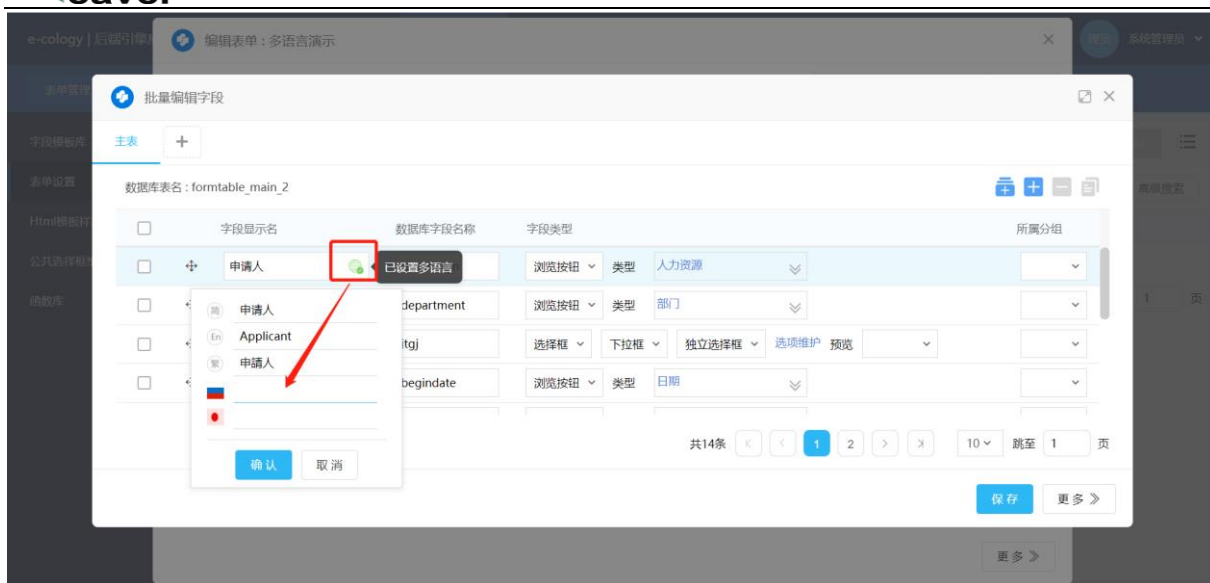 e-cology | 后端引擎
编辑表单 : 多语言演示
系统管理员
表单管理
批量编辑字段
字段模板库
主表
表单设置
数据库表名 : formtable_main_2
高级搜索
Html模板
字段显示名 数据库字段名称 字段类型 所属分组
公共选择框
申请人 已设置多语言 浏览按钮 类型 人力资源
函数库
简 申请人 department 浏览按钮 类型 部门 1 页
En Applicant
itgj 选择框 下拉框 独立选择框 选项维护 预览
繁 申請人
begindate 浏览按钮 类型 日期
共14条 1 2 10 跳至 1 页
确认 取消
保存 更多
更多